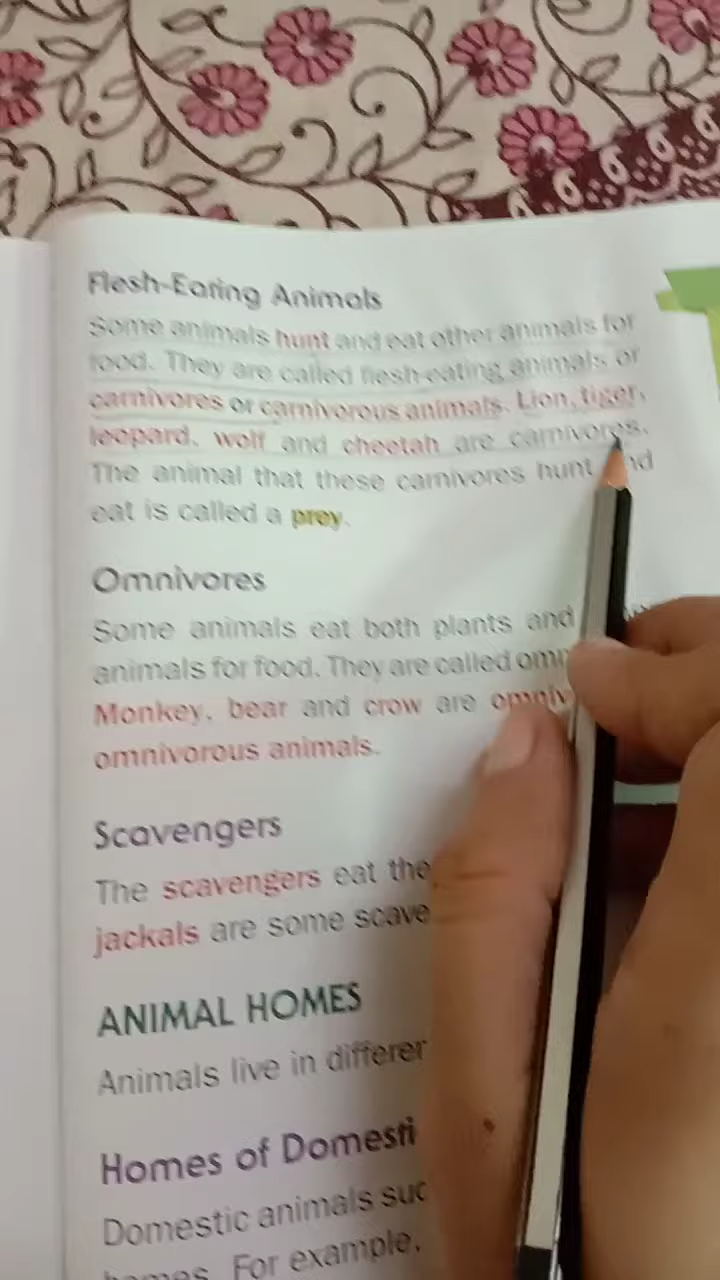 Flesh-Eating Animals
Some animals hunt and eat other animals for
food. They are called flesh-eating animals or
carnivores or carnivorous animals. Lion, tiger,
leopard, wolf and cheetah are carnivores.
The animal that these carnivores hunt and
eat is called a prey.
Omnivores
Some animals eat both plants and
animals for food. They are called
Monkey, bear and crow are
omnivorous animals.
Scavengers
The scavengers eat the
jackals are some
ANIMAL HOMES
Animals live in
Homes of
Domestic animals
homes. For example,